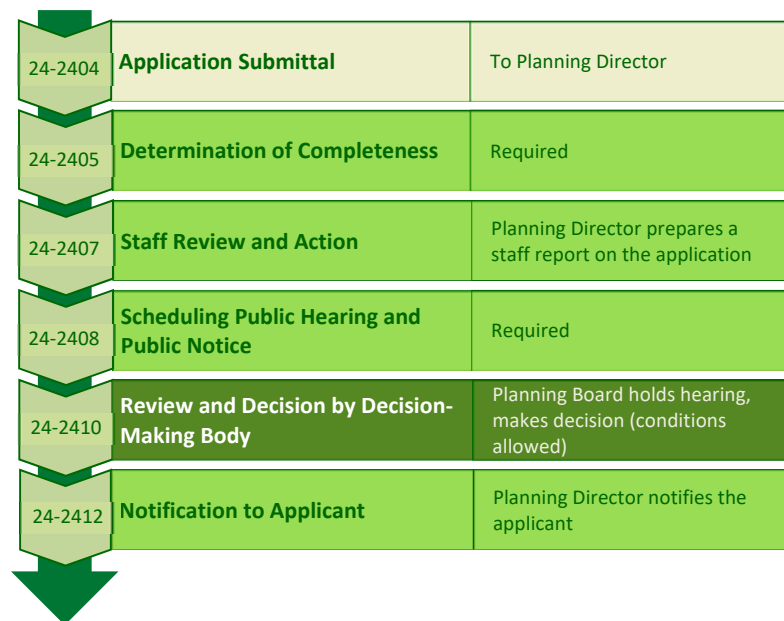 24-2404
Application Submittal
To Planning Director
24-2405
Determination of Completeness
Required
24-2407
Staff Review and Action
Planning Director prepares a
staff report on the application
24-2408
Scheduling Public Hearing and
Public Notice
Required
24-2410
Review and Decision by Decision-
Making Body
Planning Board holds hearing,
makes decision (conditions
allowed)
24-2412
Notification to Applicant
Planning Director notifies the
applicant